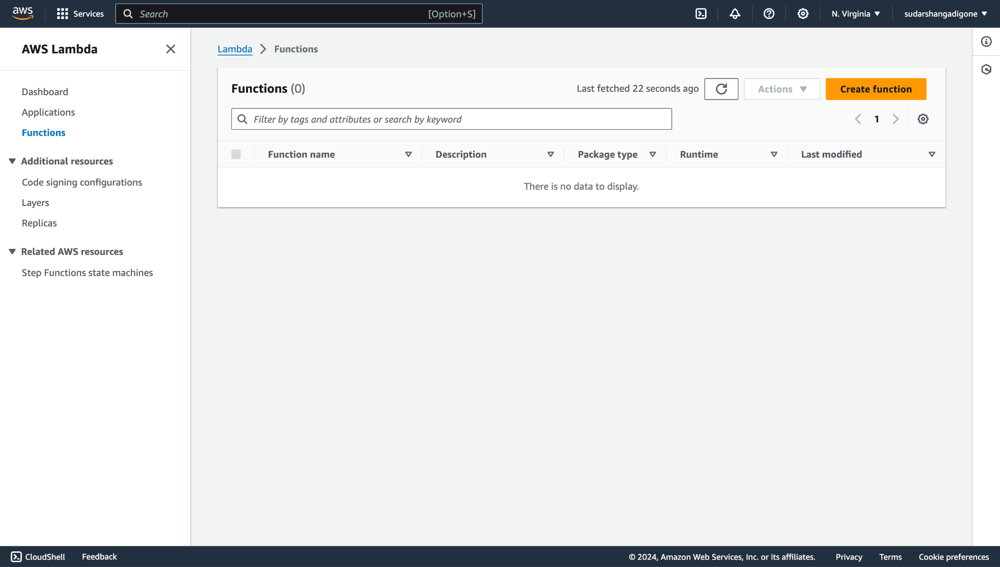 aws
Services
Search
[Option+S]
N. Virginia
sudarshangadigone
AWS Lambda
Dashboard
Applications
Functions
Additional resources
Code signing configurations
Layers
Replicas
Related AWS resources
Step Functions state machines
Lambda
Functions
Functions (0)
Last fetched 22 seconds ago
Actions
Create function
Filter by tags and attributes or search by keyword
1
Function name
Description
Package type
Runtime
Last modified
There is no data to display.
CloudShell
Feedback
© 2024, Amazon Web Services, Inc. or its affiliates.
Privacy
Terms
Cookie preferences